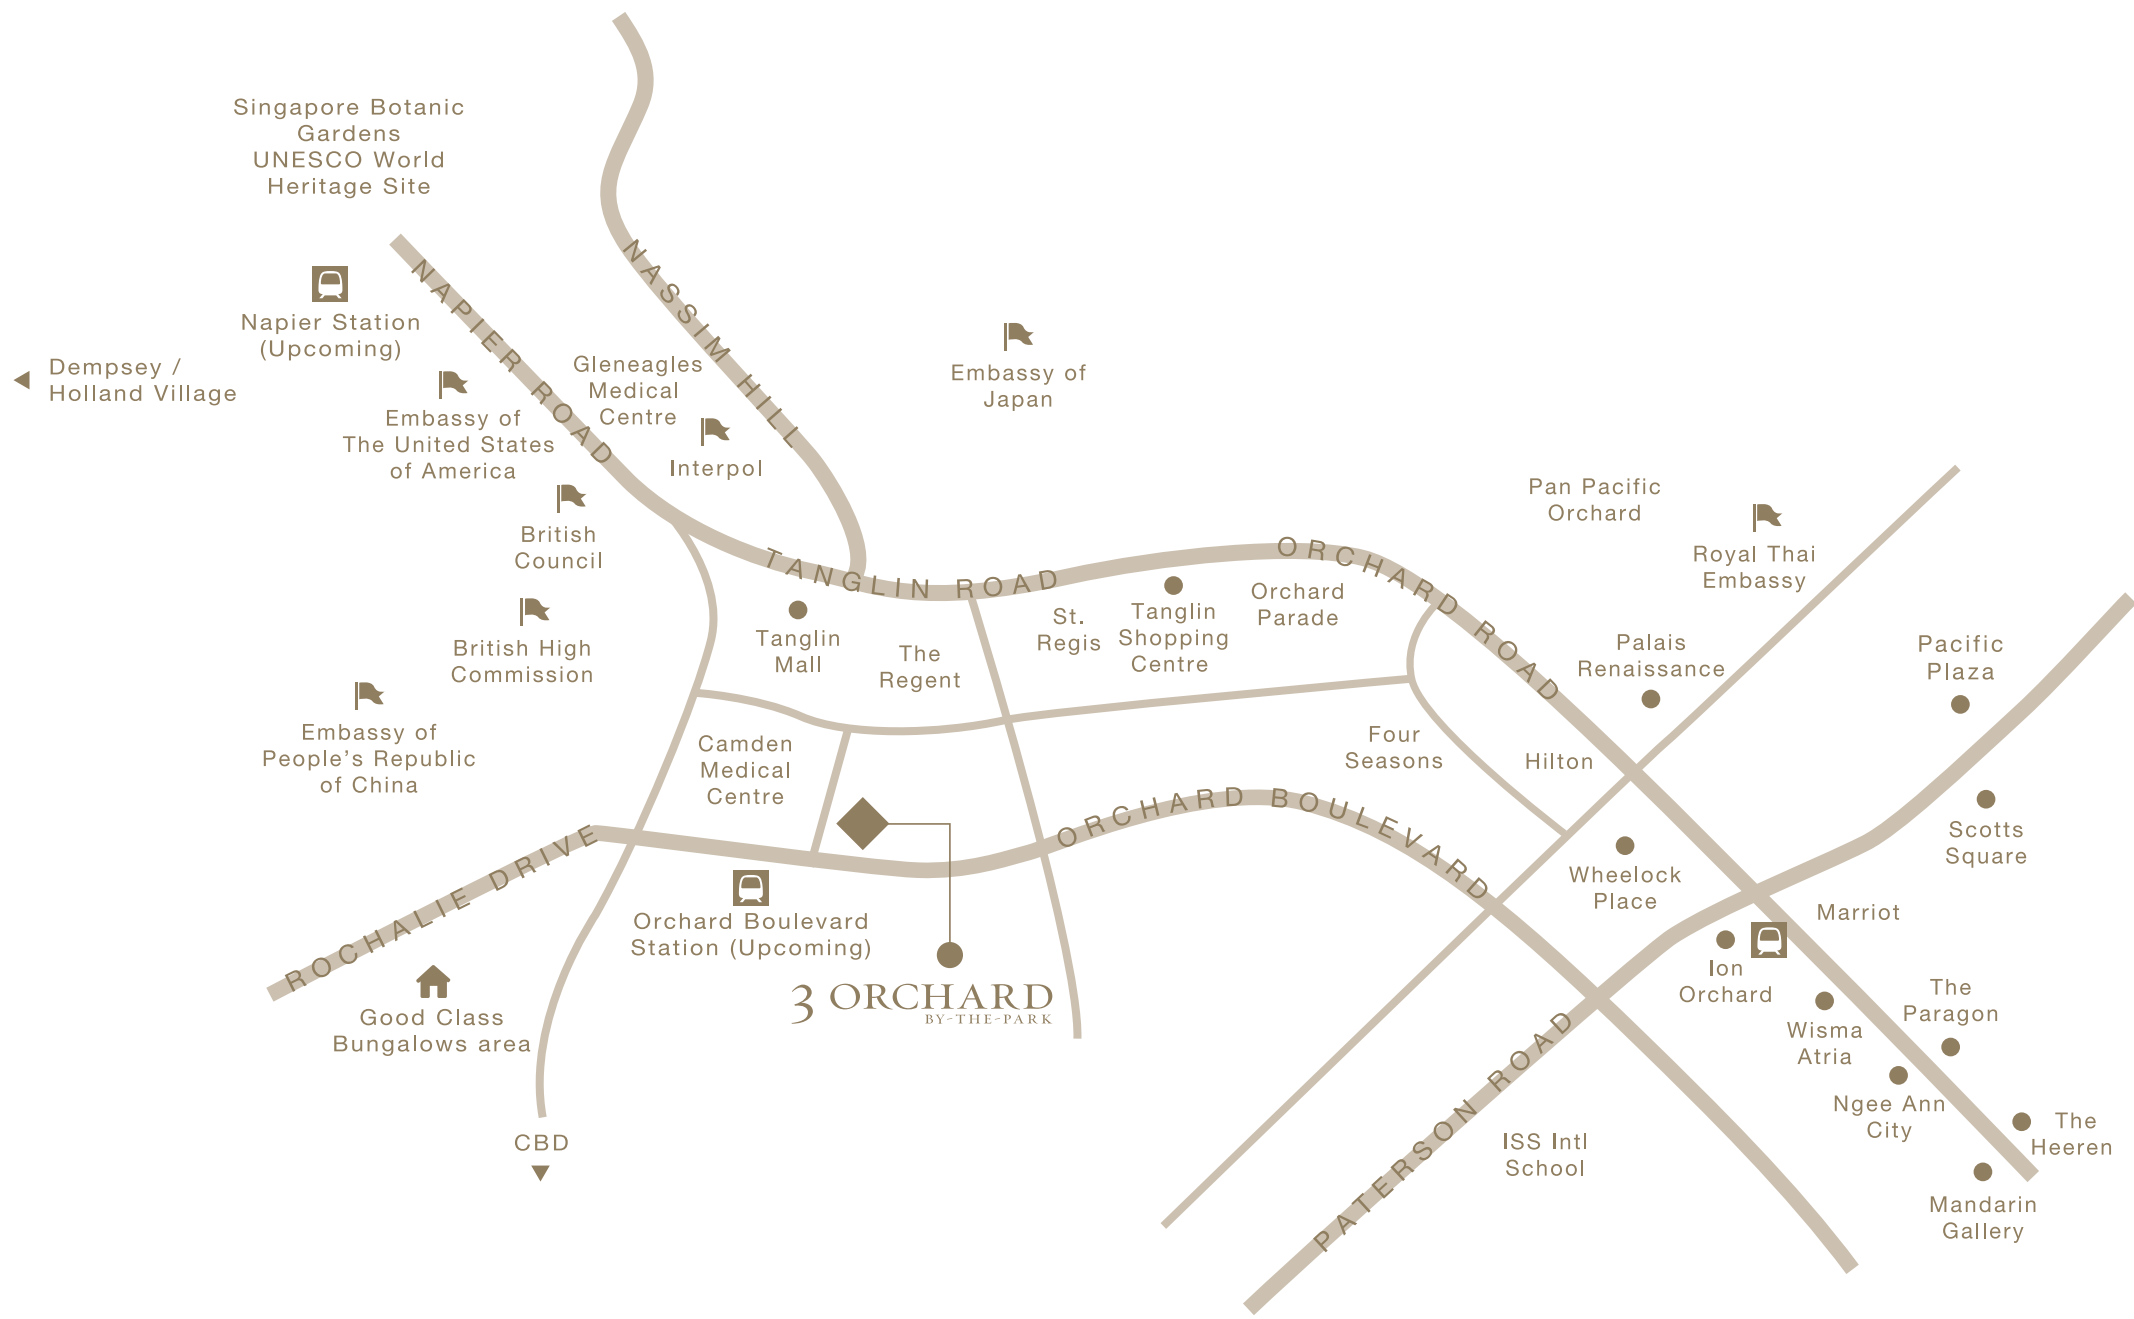 Singapore Botanic
Gardens
UNESCO World
Heritage Site
NASSIM HILL
NAPIER ROAD
Napier Station
(Upcoming)
Dempsey /
Holland Village
Gleneagles
Medical
Centre
Embassy of
Japan
Embassy of
The United States
of America
Interpol
British
Council
Pan Pacific
Orchard
Royal Thai
Embassy
TANGLIN ROAD
ORCHARD ROAD
British High
Commission
Tanglin
Mall
The
Regent
St.
Regis
Tanglin
Shopping
Centre
Orchard
Parade
Palais
Renaissance
Pacific
Plaza
Embassy of
People's Republic
of China
Camden
Medical
Centre
Four
Seasons
Hilton
ROCHALIE DRIVE
ORCHARD BOULEVARD
Scotts
Square
Wheelock
Place
Orchard Boulevard
Station (Upcoming)
Marriot
Ion
Orchard
3 ORCHARD
BY-THE-PARK
Good Class
Bungalows area
The
Paragon
Wisma
Atria
PATERSON ROAD
Ngee Ann
City
CBD
ISS Intl
School
The
Heeren
Mandarin
Gallery